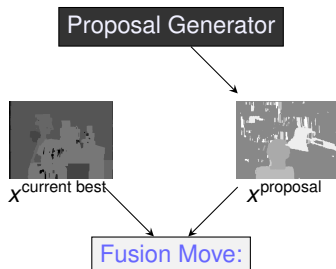 Proposal Generator
x^current best
x^proposal
Fusion Move: